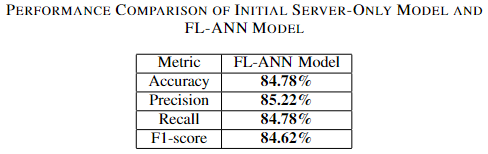 PERFORMANCE COMPARISON OF INITIAL SERVER-ONLY MODEL AND
FL-ANN MODEL
Metric FL-ANN Model
Accuracy 84.78%
Precision 85.22%
Recall 84.78%
F1-score 84.62%